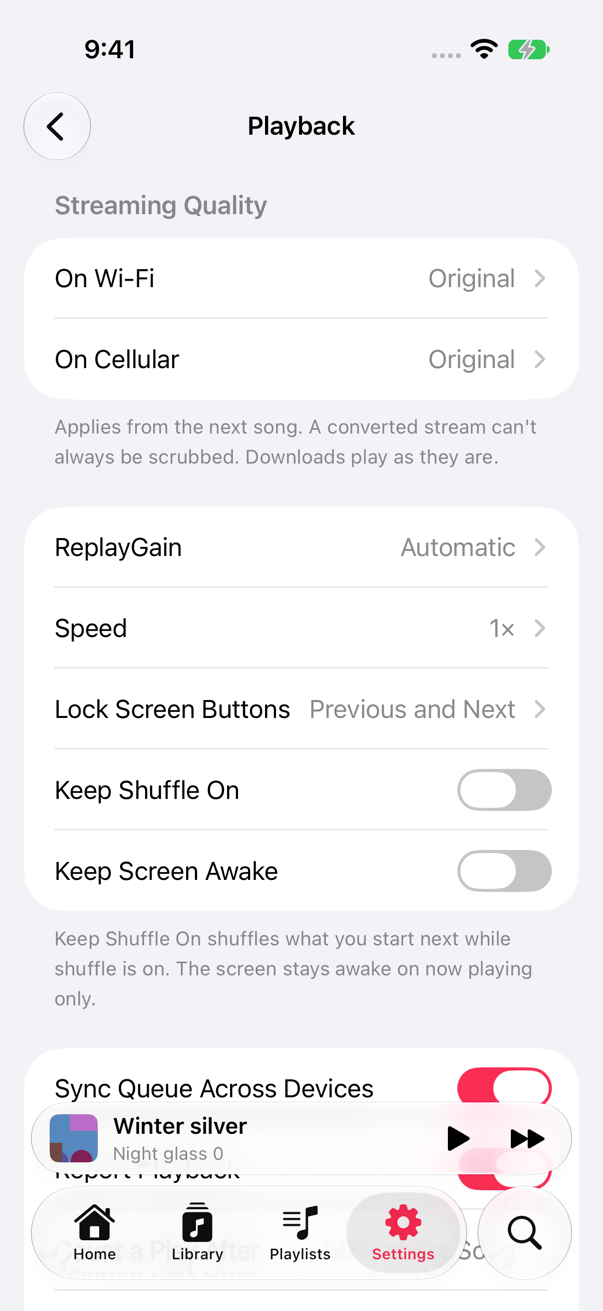 9:41
Playback
Streaming Quality
On Wi-Fi Original
On Cellular Original
Applies from the next song. A converted stream can't
always be scrubbed. Downloads play as they are.
ReplayGain Automatic
Speed 1×
Lock Screen Buttons Previous and Next
Keep Shuffle On
Keep Screen Awake
Keep Shuffle On shuffles what you start next while
shuffle is on. The screen stays awake on now playing
only.
Sync Queue Across Devices
Winter silver
Night glass 0
Report Playback
Home Library Playlists Settings